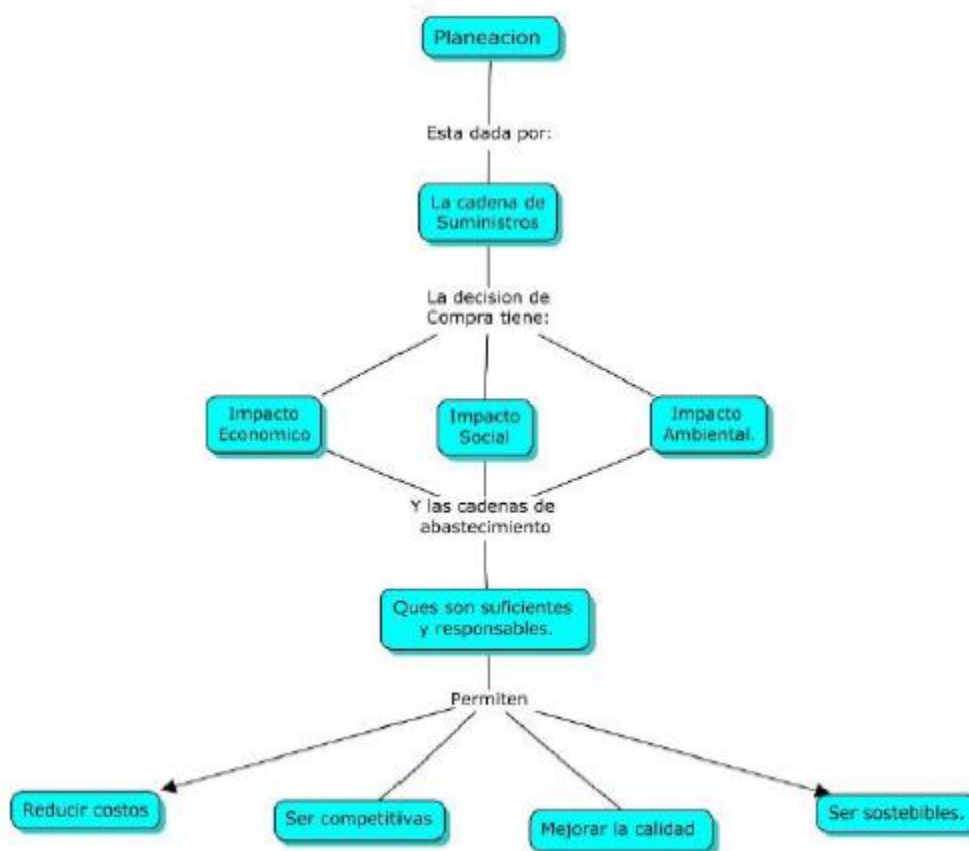 Planeacion
Esta dada por:
La cadena de
Suministros
La decision de
Compra tiene:
Impacto
Economico
Impacto
Social
Impacto
Ambiental.
Y las cadenas de
abastecimiento
Ques son suficientes
y responsables.
Permiten
Reducir costos
Ser competitivas
Mejorar la calidad
Ser sostebibles.